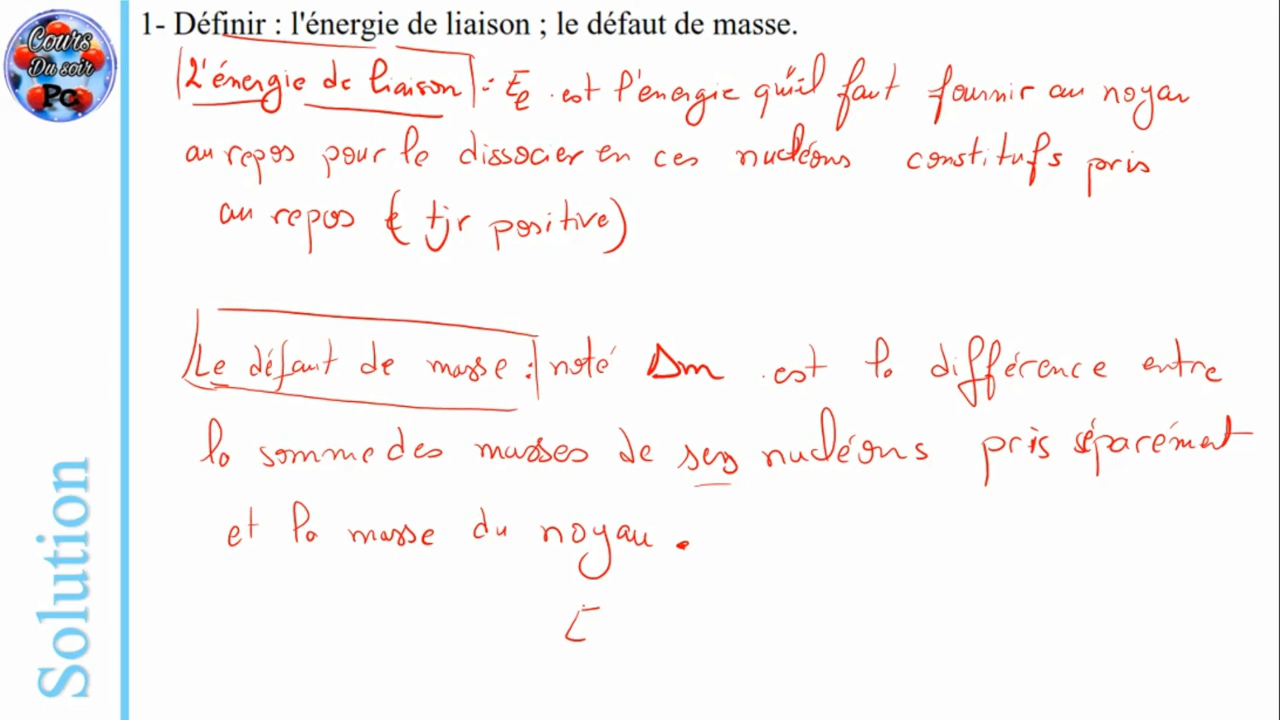 Cours
Du soir
PC
1- Définir : l'énergie de liaison ; le défaut de masse.
L'énergie de liaison : El est l'énergie qu'il faut fournir au noyau
au repos pour le dissocier en ces nucléons constitufs pris
au repos (tjr positive)
Le défaut de masse : noté Δm est la différence entre
la somme des masses de ses nucléons pris séparément
et la masse du noyau.
Solution